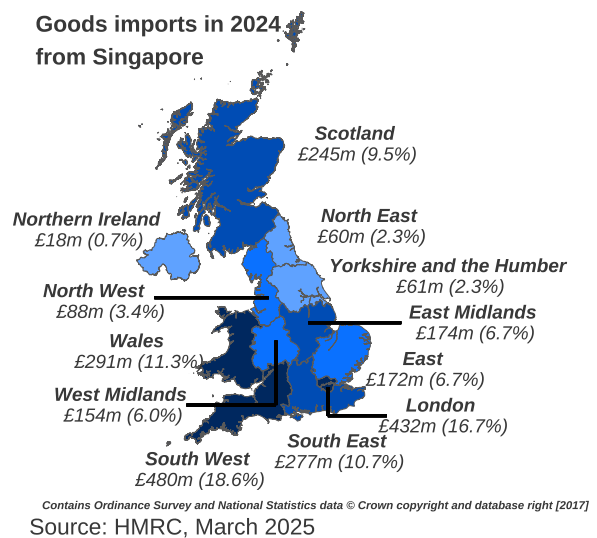 Goods imports in 2024
from Singapore
Scotland
£245m (9.5%)
Northern Ireland
£18m (0.7%)
North East
£60m (2.3%)
Yorkshire and the Humber
£61m (2.3%)
North West
£88m (3.4%)
East Midlands
£174m (6.7%)
Wales
£291m (11.3%)
East
£172m (6.7%)
West Midlands
£154m (6.0%)
London
£432m (16.7%)
South East
£277m (10.7%)
South West
£480m (18.6%)
Contains Ordinance Survey and National Statistics data © Crown copyright and database right [2017]
Source: HMRC, March 2025